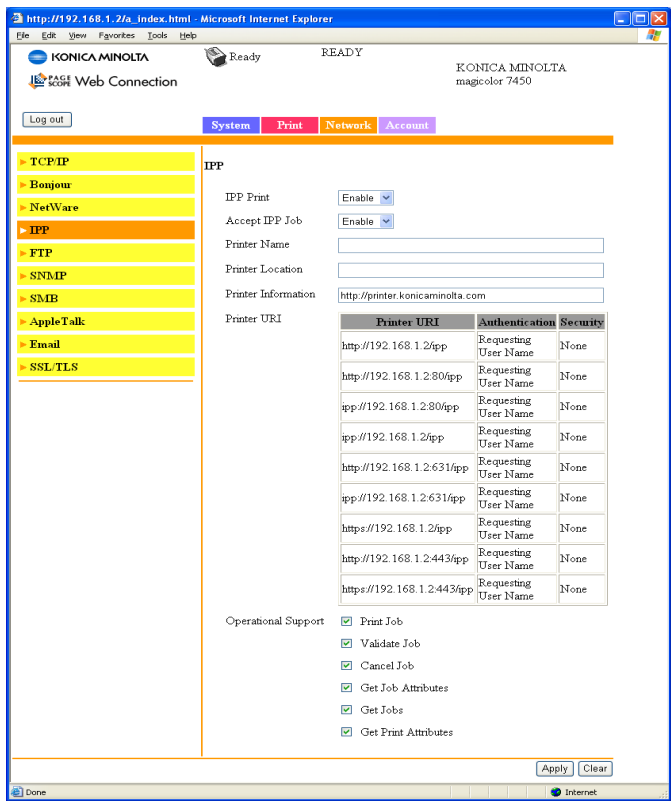 http://192.168.1.2/a_index.html - Microsoft Internet Explorer
File Edit View Favorites Tools Help
KONICA MINOLTA
Ready
READY
KONICA MINOLTA
magicolor 7450
PAGE SCOPE Web Connection
Log out
System Print Network Account
TCP/IP
Bonjour
NetWare
IPP
FTP
SNMP
SMB
AppleTalk
Email
SSL/TLS
IPP
IPP Print Enable
Accept IPP Job Enable
Printer Name
Printer Location
Printer Information http://printer.konicaminolta.com
Printer URI
Printer URI Authentication Security
http://192.168.1.2/ipp Requesting User Name None
http://192.168.1.2:80/ipp Requesting User Name None
ipp://192.168.1.2:80/ipp Requesting User Name None
ipp://192.168.1.2/ipp Requesting User Name None
http://192.168.1.2:631/ipp Requesting User Name None
ipp://192.168.1.2:631/ipp Requesting User Name None
https://192.168.1.2/ipp Requesting User Name None
http://192.168.1.2:443/ipp Requesting User Name None
https://192.168.1.2:443/ipp Requesting User Name None
Operational Support Print Job
Validate Job
Cancel Job
Get Job Attributes
Get Jobs
Get Print Attributes
Apply Clear
Done Internet